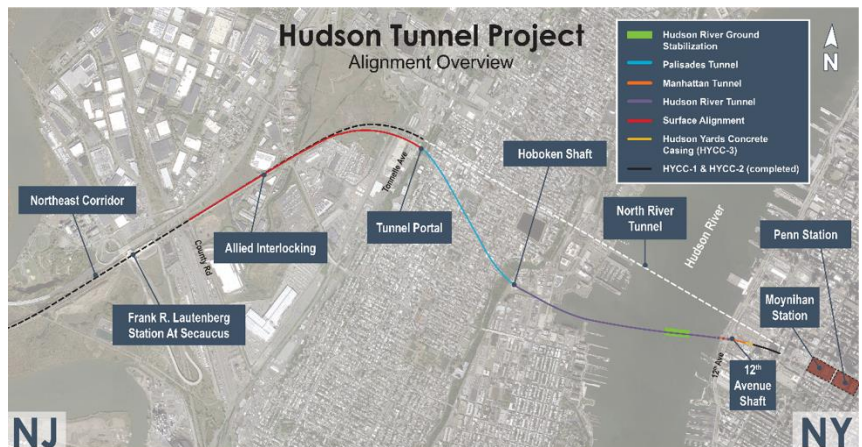 Hudson Tunnel Project
Alignment Overview
Hudson River Ground
Stabilization
Palisades Tunnel
Manhattan Tunnel
Hudson River Tunnel
Surface Alignment
Hudson Yards Concrete
Casing (HYCC-3)
HYCC-1 & HYCC-2 (completed)
N
Northeast Corridor
Frank R. Lautenberg
Station At Secaucus
County Rd
Allied Interlocking
Tonnelle Ave
Tunnel Portal
Hoboken Shaft
North River
Tunnel
Hudson River
Penn Station
Moynihan
Station
12th Ave
12th
Avenue
Shaft
NJ
NY